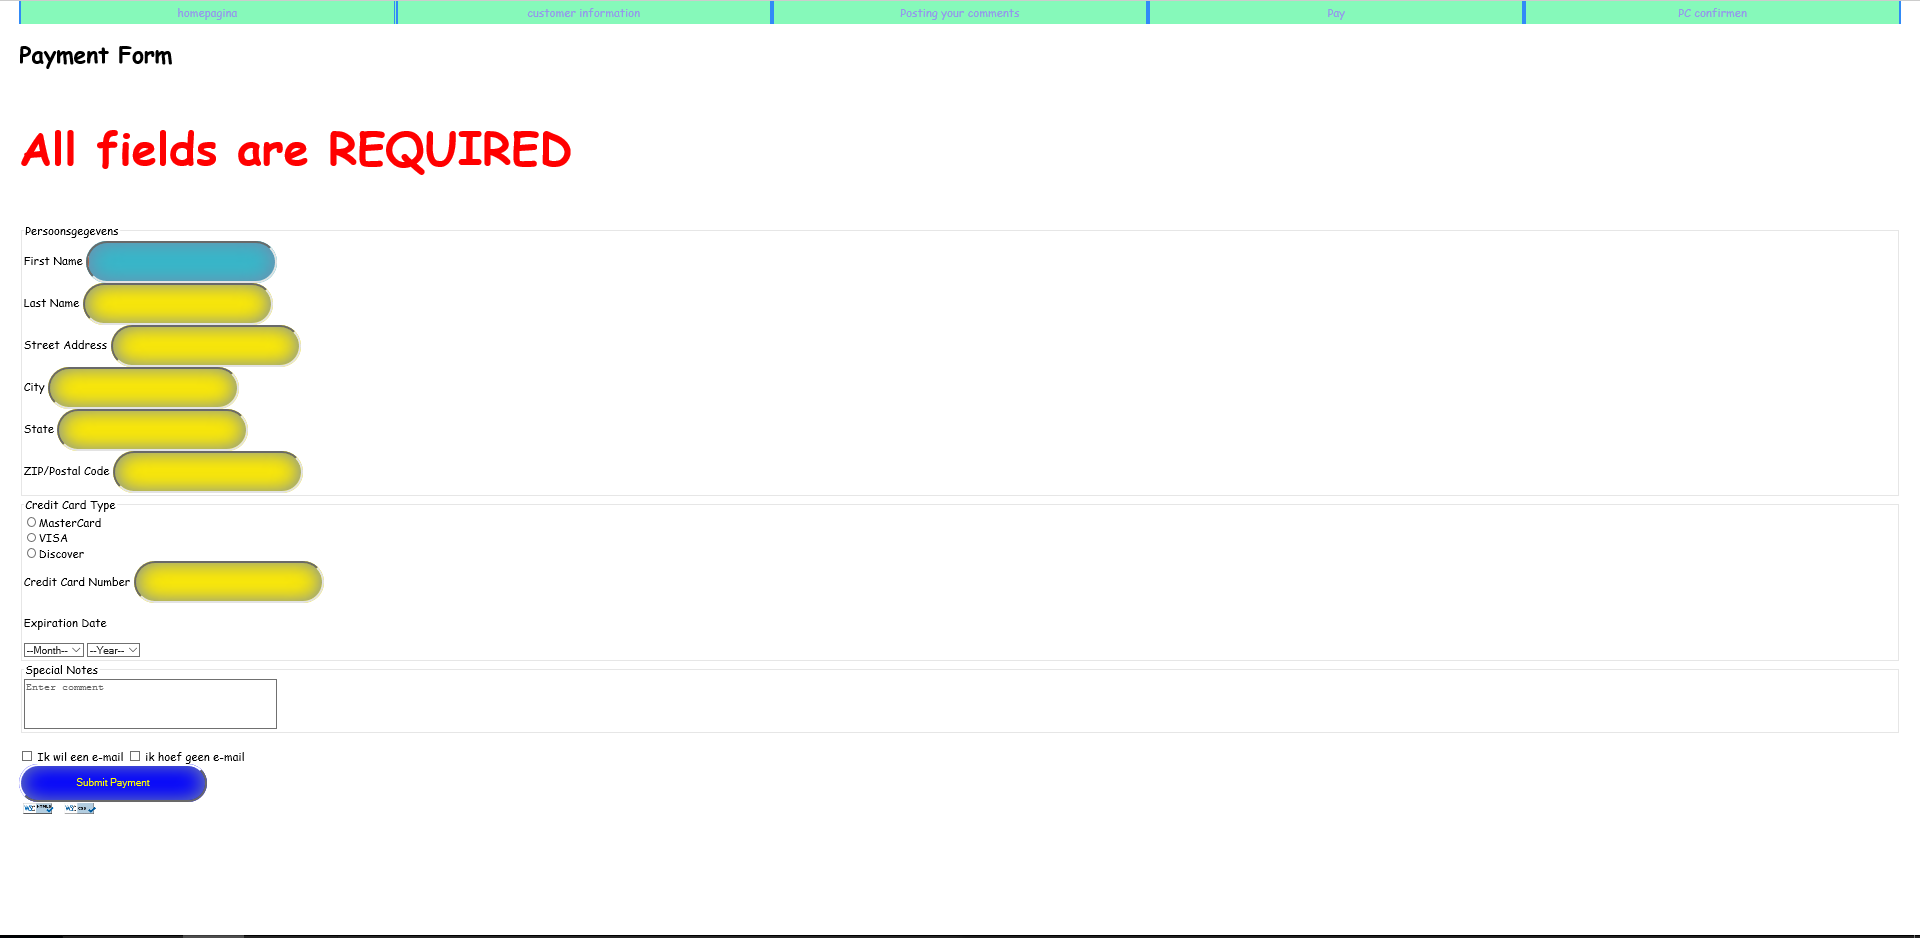 homepagina customer information Posting your comments Pay PC confirmen
Payment Form
All fields are REQUIRED
Persoonsgegevens
First Name
Last Name
Street Address
City
State
ZIP/Postal Code
Credit Card Type
MasterCard
VISA
Discover
Credit Card Number
Expiration Date
--Month-- --Year--
Special Notes
Enter comment
Ik wil een e-mail ik hoef geen e-mail
Submit Payment
W3C HTML5 W3C css